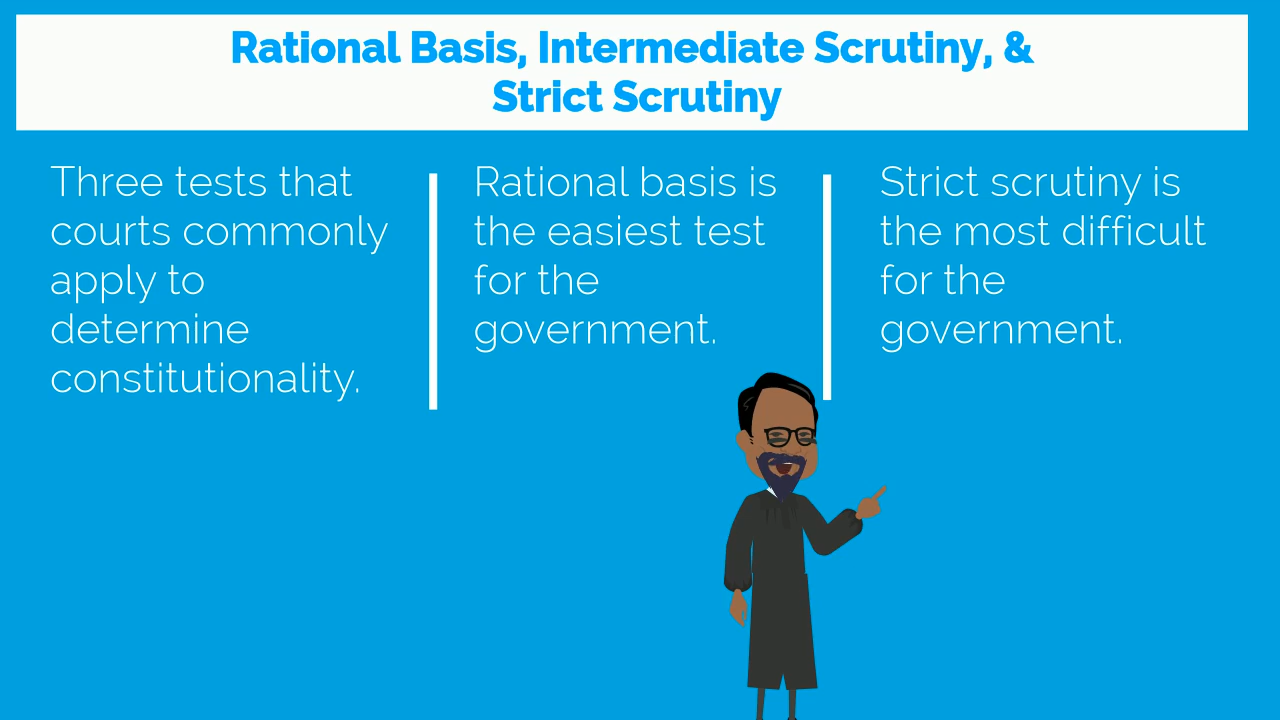 Rational Basis, Intermediate Scrutiny, &
Strict Scrutiny
Three tests that
courts commonly
apply to
determine
constitutionality.
Rational basis is
the easiest test
for the
government.
Strict scrutiny is
the most difficult
for the
government.